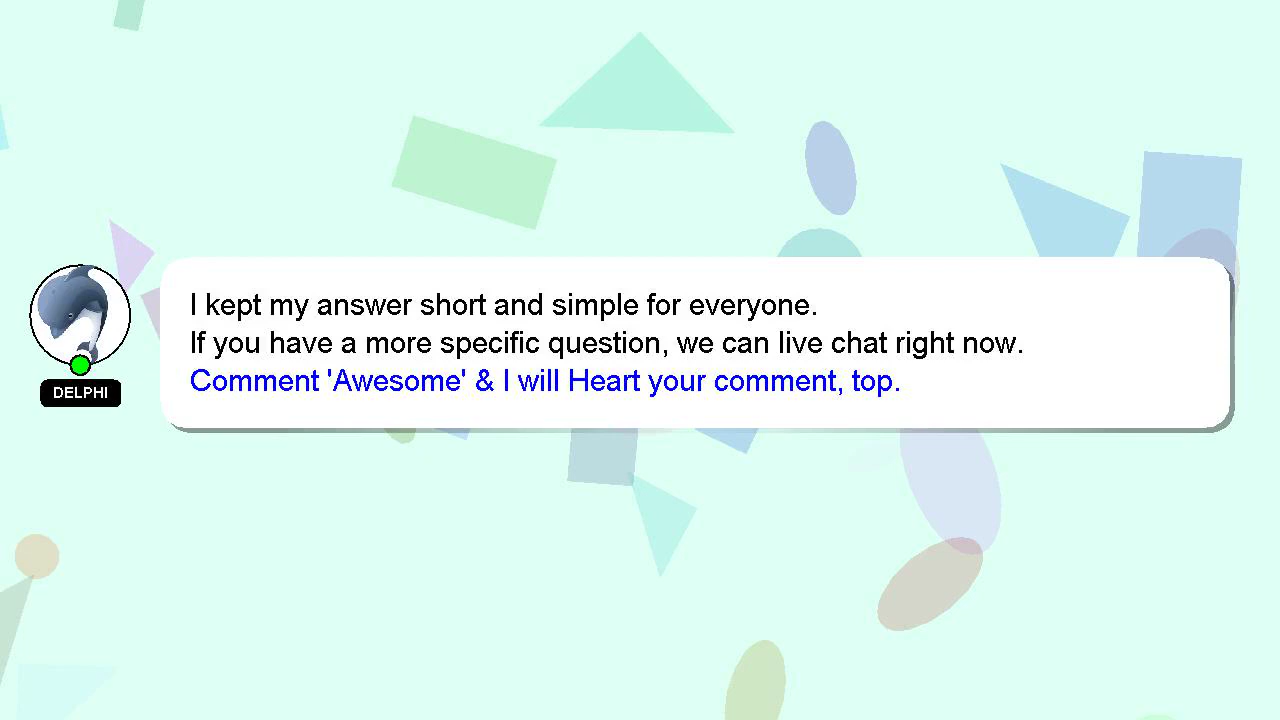 I kept my answer short and simple for everyone.
If you have a more specific question, we can live chat right now.
Comment 'Awesome' & I will Heart your comment, top.
DELPHI